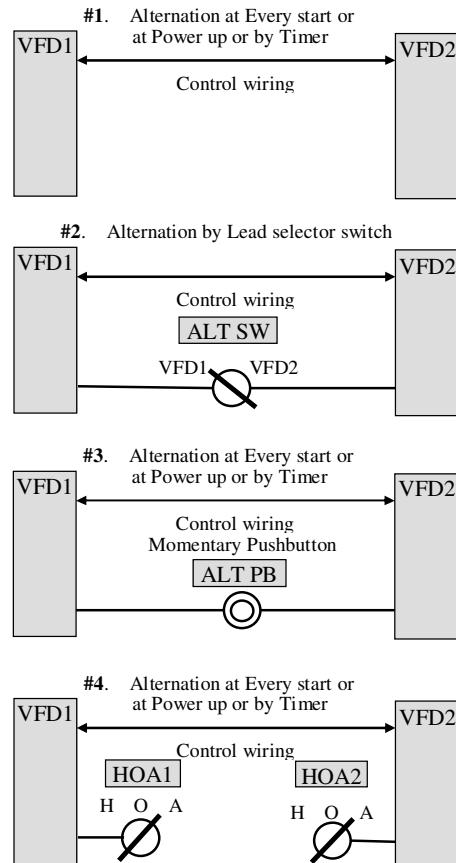 #1. Alternation at Every start or
at Power up or by Timer
VFD1
VFD2
Control wiring
#2. Alternation by Lead selector switch
VFD1
VFD2
Control wiring
ALT SW
VFD1 VFD2
#3. Alternation at Every start or
at Power up or by Timer
VFD1
VFD2
Control wiring
Momentary Pushbutton
ALT PB
#4. Alternation at Every start or
at Power up or by Timer
VFD1
VFD2
Control wiring
HOA1
HOA2
H O A
H O A